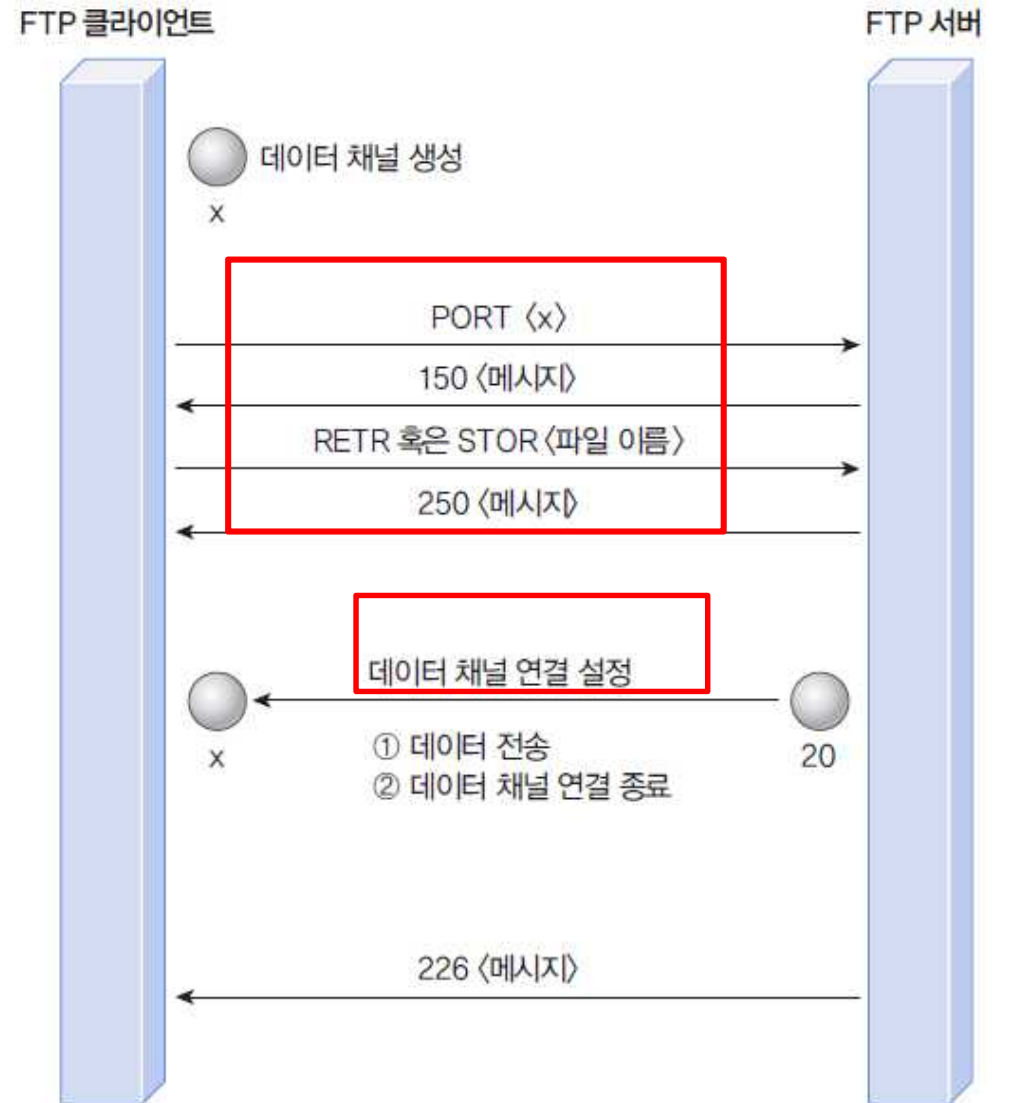 FTP 클라이언트
FTP 서버
데이터 채널 생성
x
PORT 〈x〉
150 〈메시지〉
RETR 혹은 STOR 〈파일 이름〉
250 〈메시지〉
데이터 채널 연결 설정
x
① 데이터 전송
② 데이터 채널 연결 종료
20
226 〈메시지〉